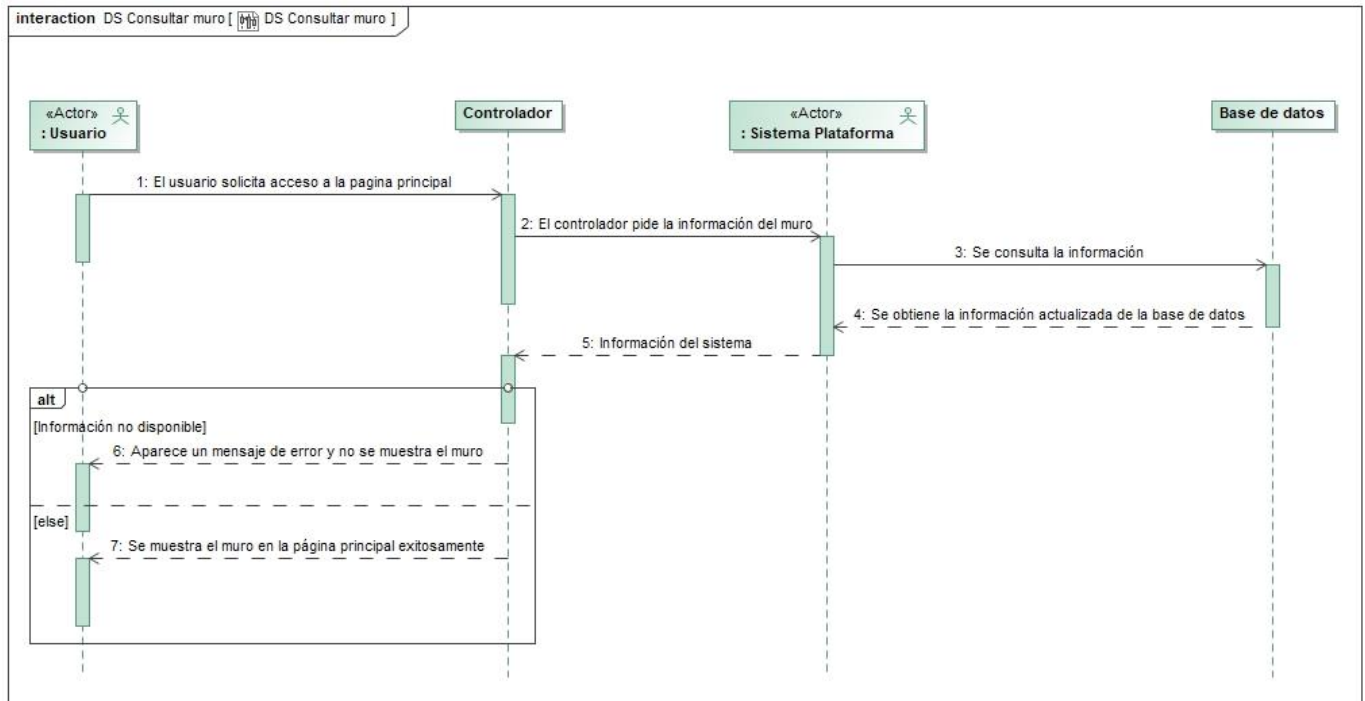 interaction DS Consultar muro [ DS Consultar muro ]
«Actor»
: Usuario
Controlador
«Actor»
: Sistema Plataforma
Base de datos
1: El usuario solicita acceso a la pagina principal
2: El controlador pide la información del muro
3: Se consulta la información
4: Se obtiene la información actualizada de la base de datos
5: Información del sistema
alt
[Información no disponible]
6: Aparece un mensaje de error y no se muestra el muro
[else]
7: Se muestra el muro en la página principal exitosamente